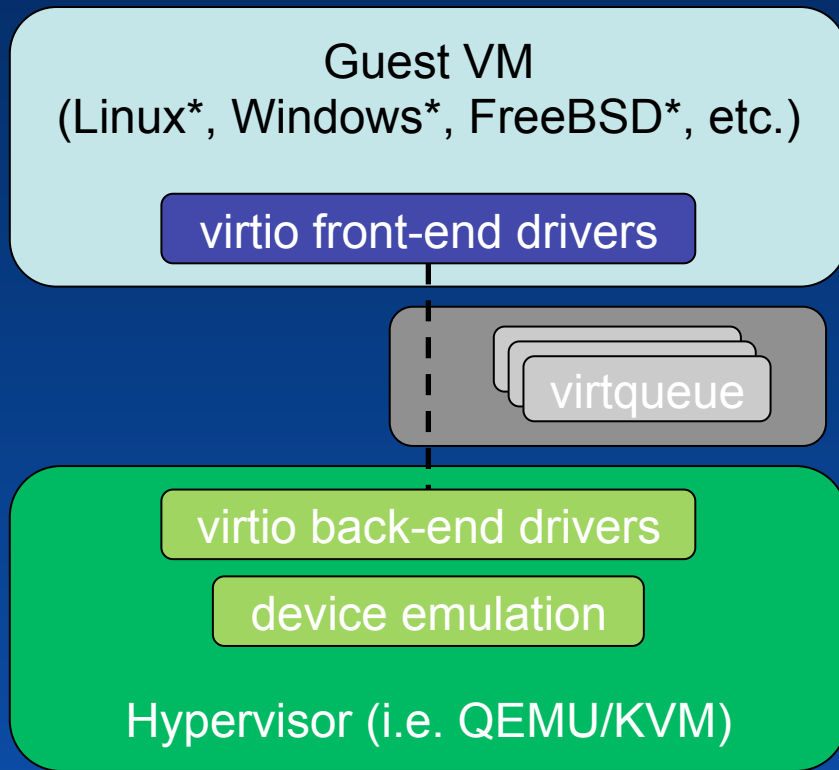 Guest VM
(Linux*, Windows*, FreeBSD*, etc.)
virtio front-end drivers
virtqueue
virtio back-end drivers
device emulation
Hypervisor (i.e. QEMU/KVM)